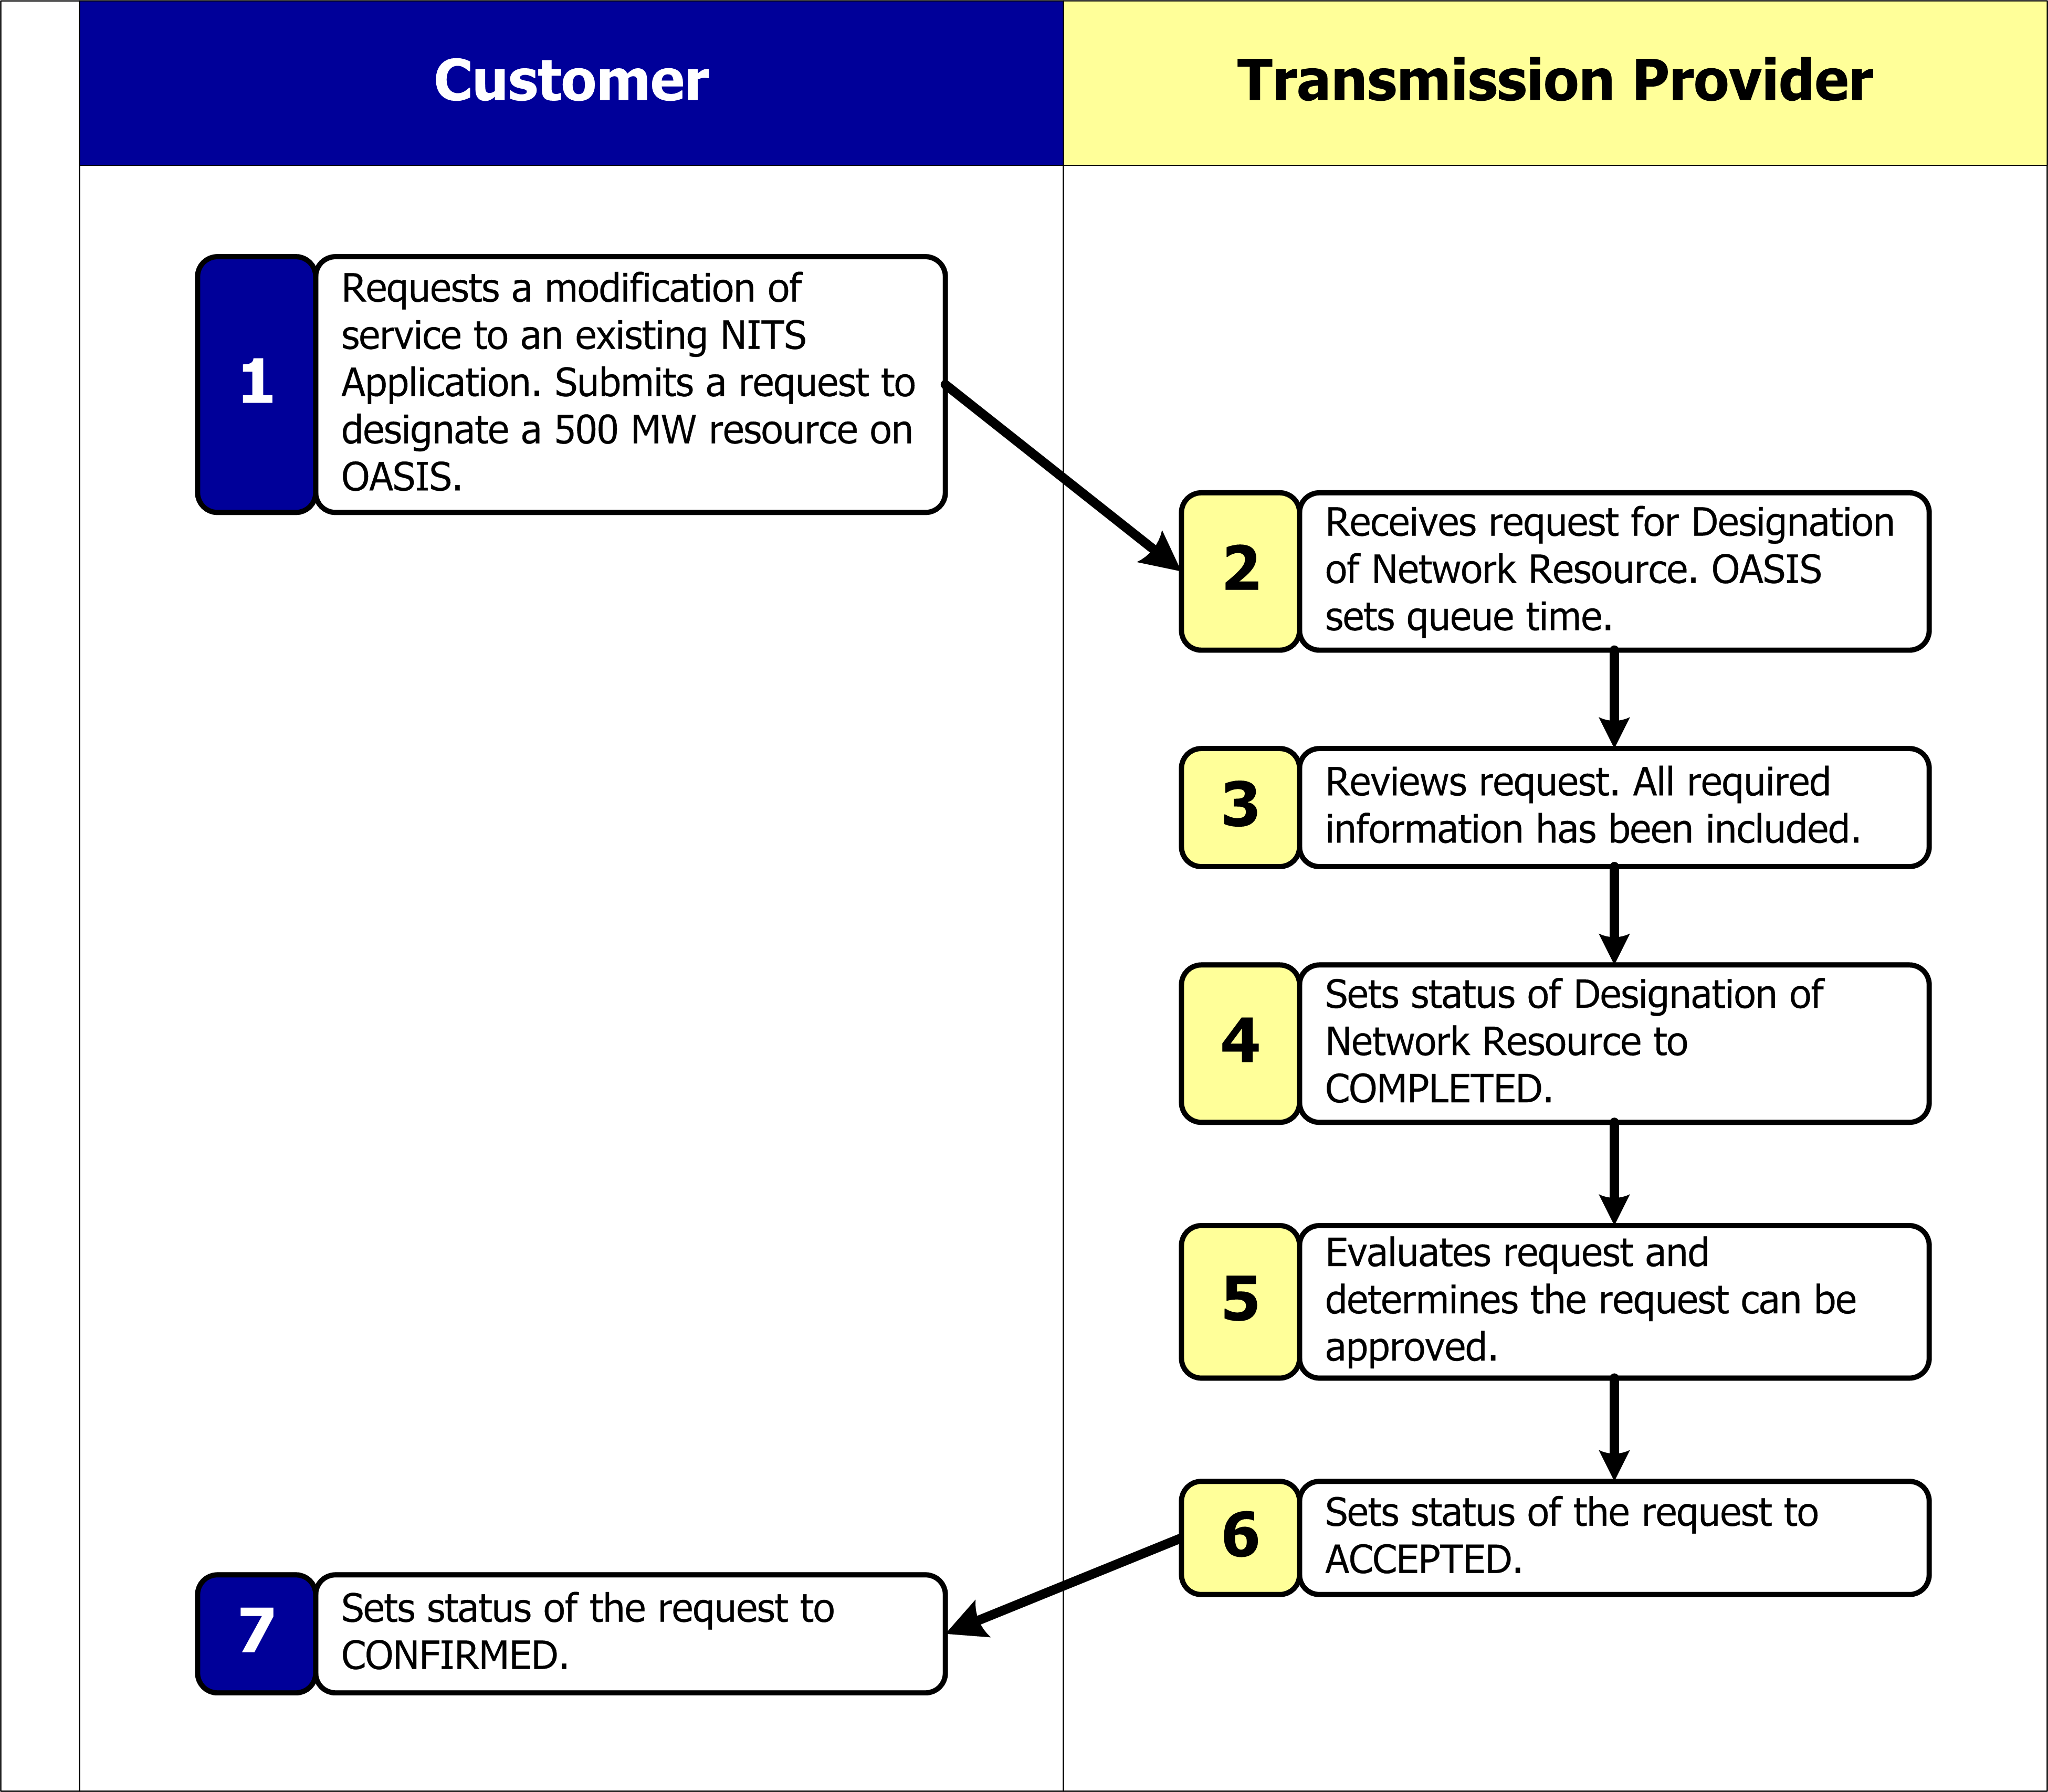 Customer
Transmission Provider
1
Requests a modification of
service to an existing NITS
Application. Submits a request to
designate a 500 MW resource on
OASIS.
2
Receives request for Designation
of Network Resource. OASIS
sets queue time.
3
Reviews request. All required
information has been included.
4
Sets status of Designation of
Network Resource to
COMPLETED.
5
Evaluates request and
determines the request can be
approved.
6
Sets status of the request to
ACCEPTED.
7
Sets status of the request to
CONFIRMED.